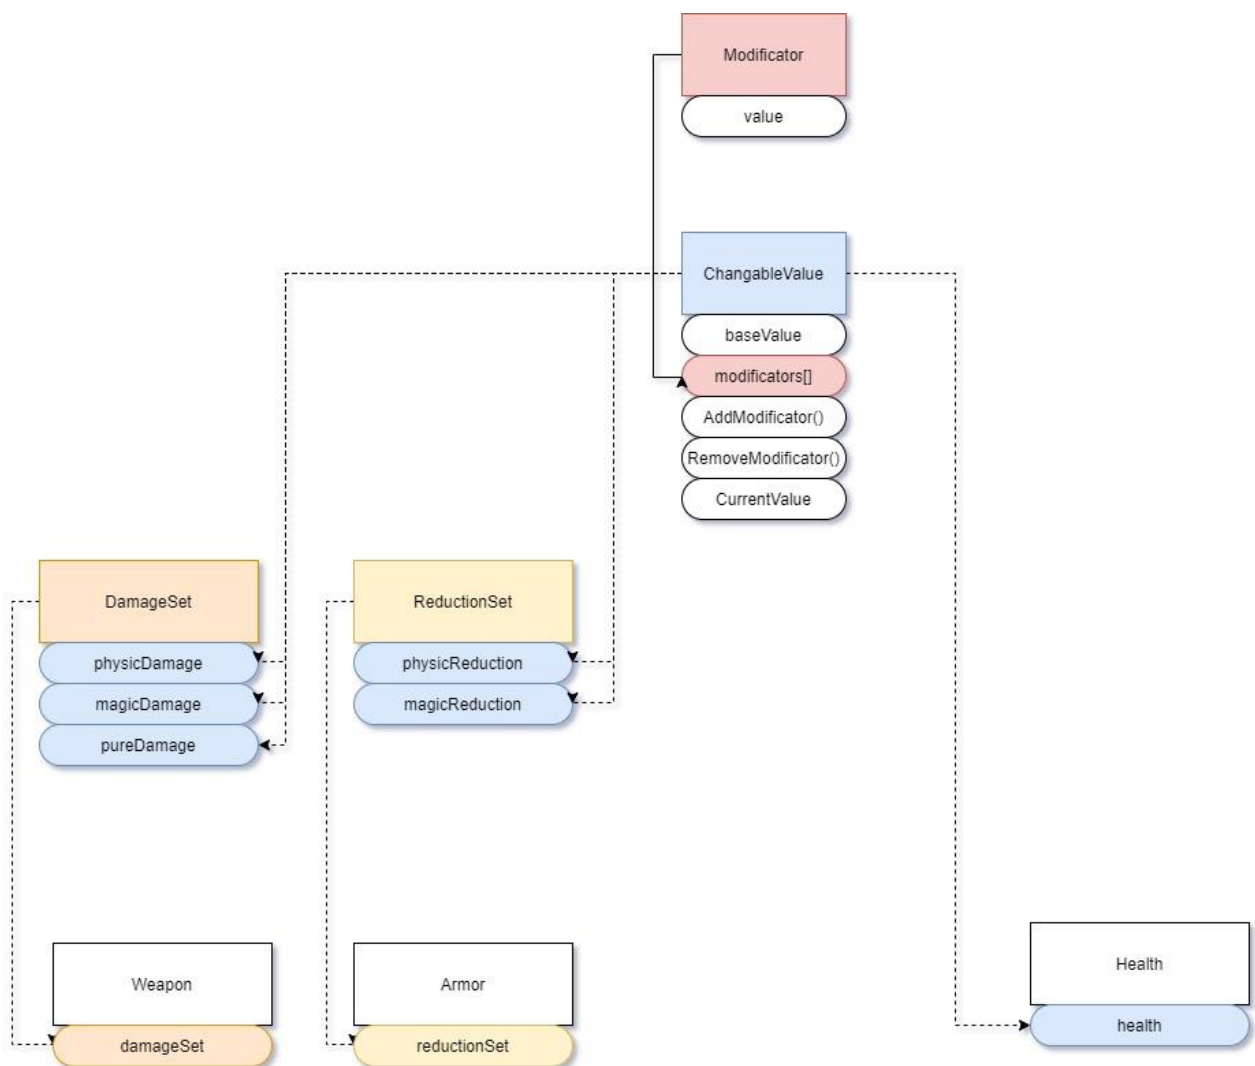 Modificator
value
ChangableValue
baseValue
modificators[]
AddModificator()
RemoveModificator()
CurrentValue
DamageSet
physicDamage
magicDamage
pureDamage
ReductionSet
physicReduction
magicReduction
Weapon
damageSet
Armor
reductionSet
Health
health